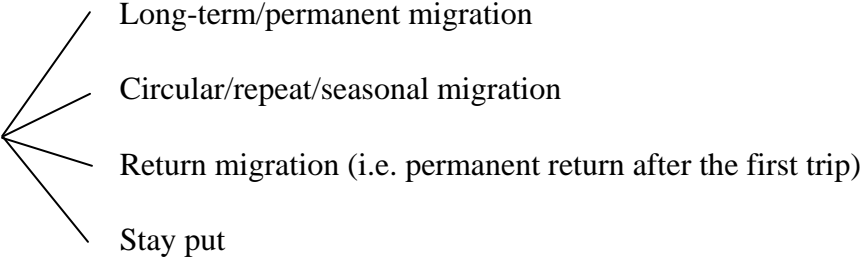 Long-term/permanent migration
Circular/repeat/seasonal migration
Return migration (i.e. permanent return after the first trip)
Stay put